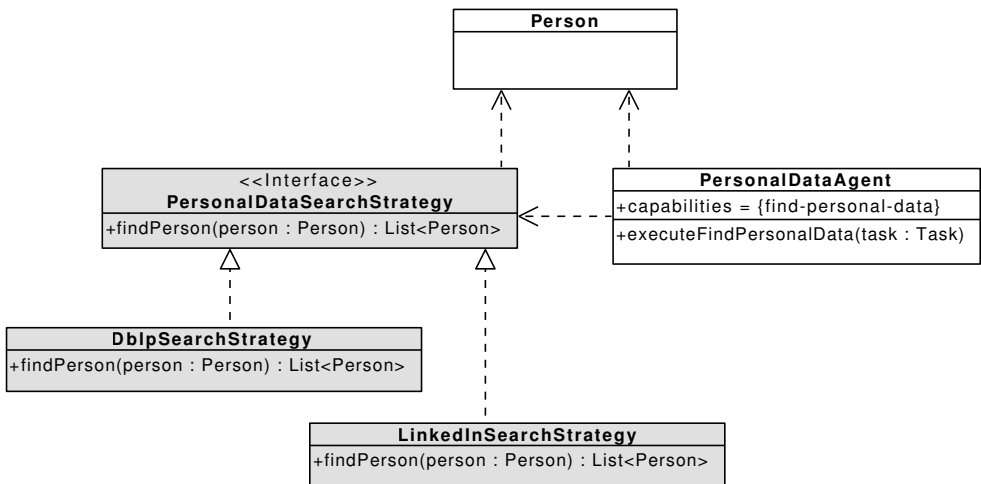 Person
<<Interface>>
PersonalDataSearchStrategy
+findPerson(person : Person) : List<Person>
PersonalDataAgent
+capabilities = {find-personal-data}
+executeFindPersonalData(task : Task)
DblpSearchStrategy
+findPerson(person : Person) : List<Person>
LinkedInSearchStrategy
+findPerson(person : Person) : List<Person>